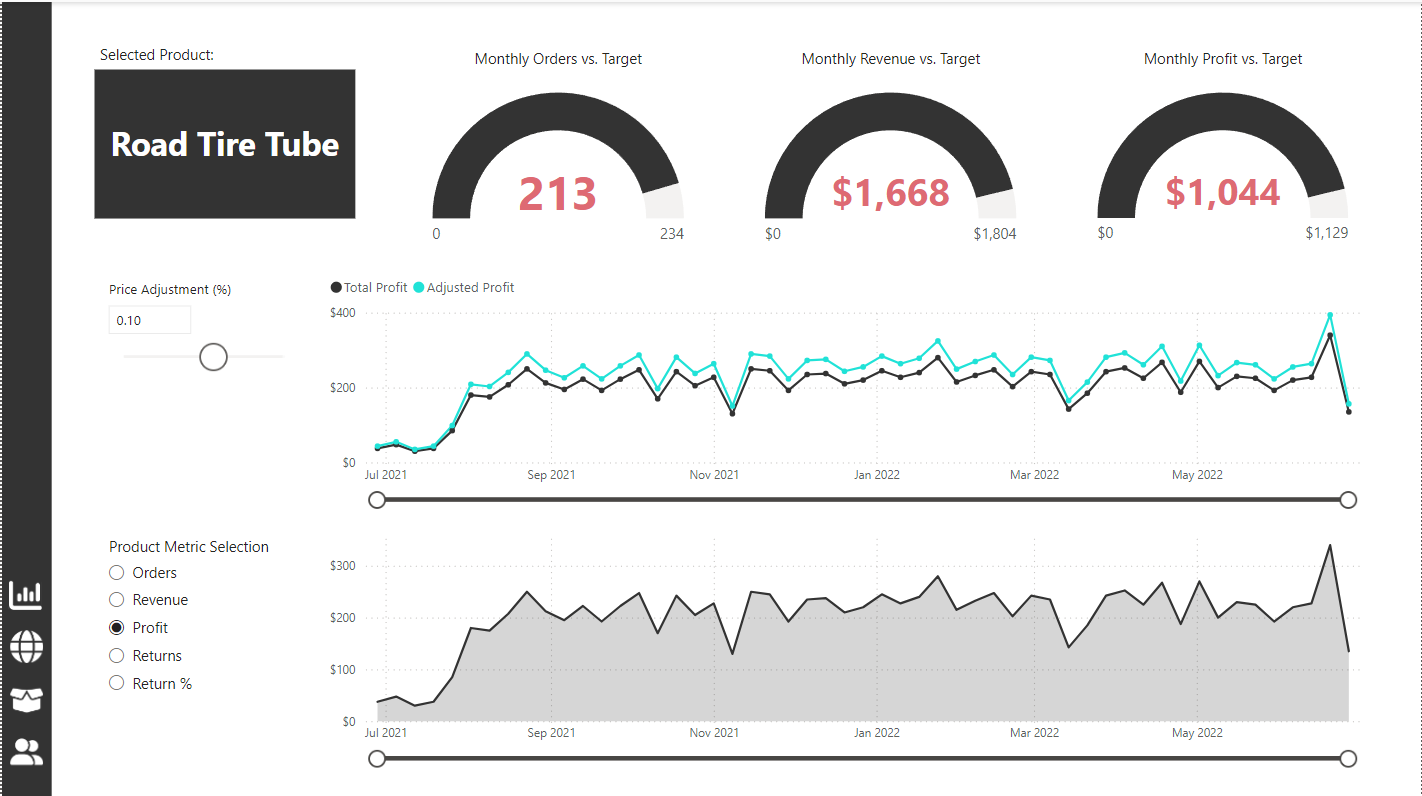 Selected Product:
Road Tire Tube
Monthly Orders vs. Target
213
0
234
Monthly Revenue vs. Target
$1,668
$0
$1,804
Monthly Profit vs. Target
$1,044
$0
$1,129
Price Adjustment (%)
0.10
Total Profit
Adjusted Profit
$400
$200
$0
Jul 2021
Sep 2021
Nov 2021
Jan 2022
Mar 2022
May 2022
Product Metric Selection
Orders
Revenue
Profit
Returns
Return %
$300
$200
$100
$0
Jul 2021
Sep 2021
Nov 2021
Jan 2022
Mar 2022
May 2022